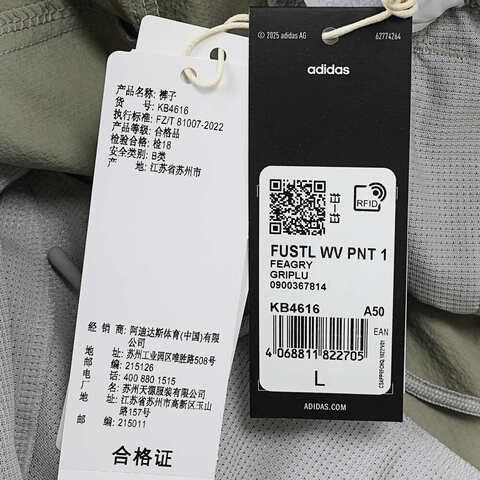 产品名称: 裤子
货 号: KB4616
执行标准: FZ/T 81007-2022
产品等级: 合格品
检验合格: 检18
安全类别: B类
产 地: 江苏省苏州市
经 销 商: 阿迪达斯体育(中国)有限
公司
地 址: 苏州工业园区唯胜路508号
邮 编: 215126
电 话: 400 880 1515
厂 名: 苏州天源服装有限公司
地 址: 江苏省苏州市高新区玉山
路157号
邮 编: 215011
合格证
© 2025 adidas AG 62774264
adidas
RFID
FUSTL WV PNT 1
FEAGRY
GRIPLU
0900367814
KB4616 A50
EAN
4 068811 822705
L
ADIDAS.COM